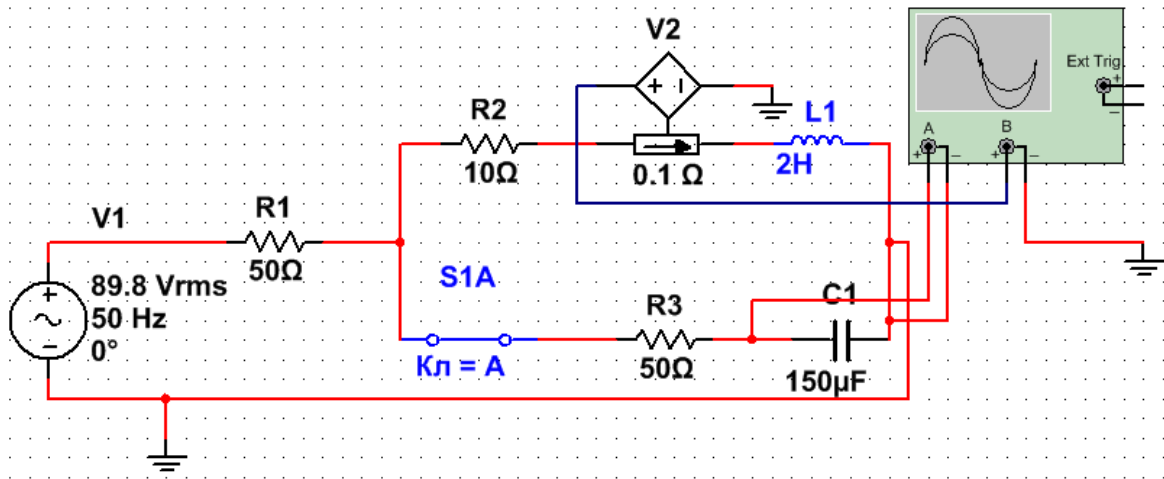 V2
L1
R2
10Ω
0.1 Ω
2H
Ext Trig
+
−
A
B
+
−
+
−
V1
R1
50Ω
89.8 Vrms
50 Hz
0°
S1A
Кл = A
R3
50Ω
C1
150µF